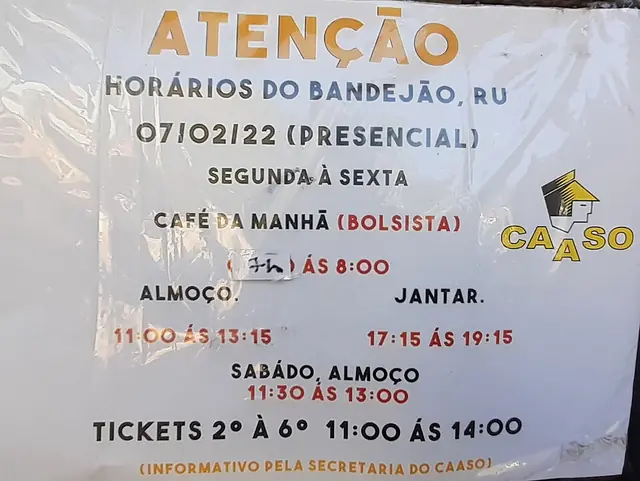 ATENÇÃO
HORÁRIOS DO BANDEJÃO, RU
07/02/22 (PRESENCIAL)
SEGUNDA À SEXTA
CAFÉ DA MANHÃ (BOLSISTA)
(7h) ÁS 8:00
ALMOÇO. JANTAR.
11:00 ÁS 13:15 17:15 ÁS 19:15
SABÁDO, ALMOÇO
11:30 ÁS 13:00
TICKETS 2º À 6º 11:00 ÁS 14:00
(INFORMATIVO PELA SECRETARIA DO CAASO)
CAASO